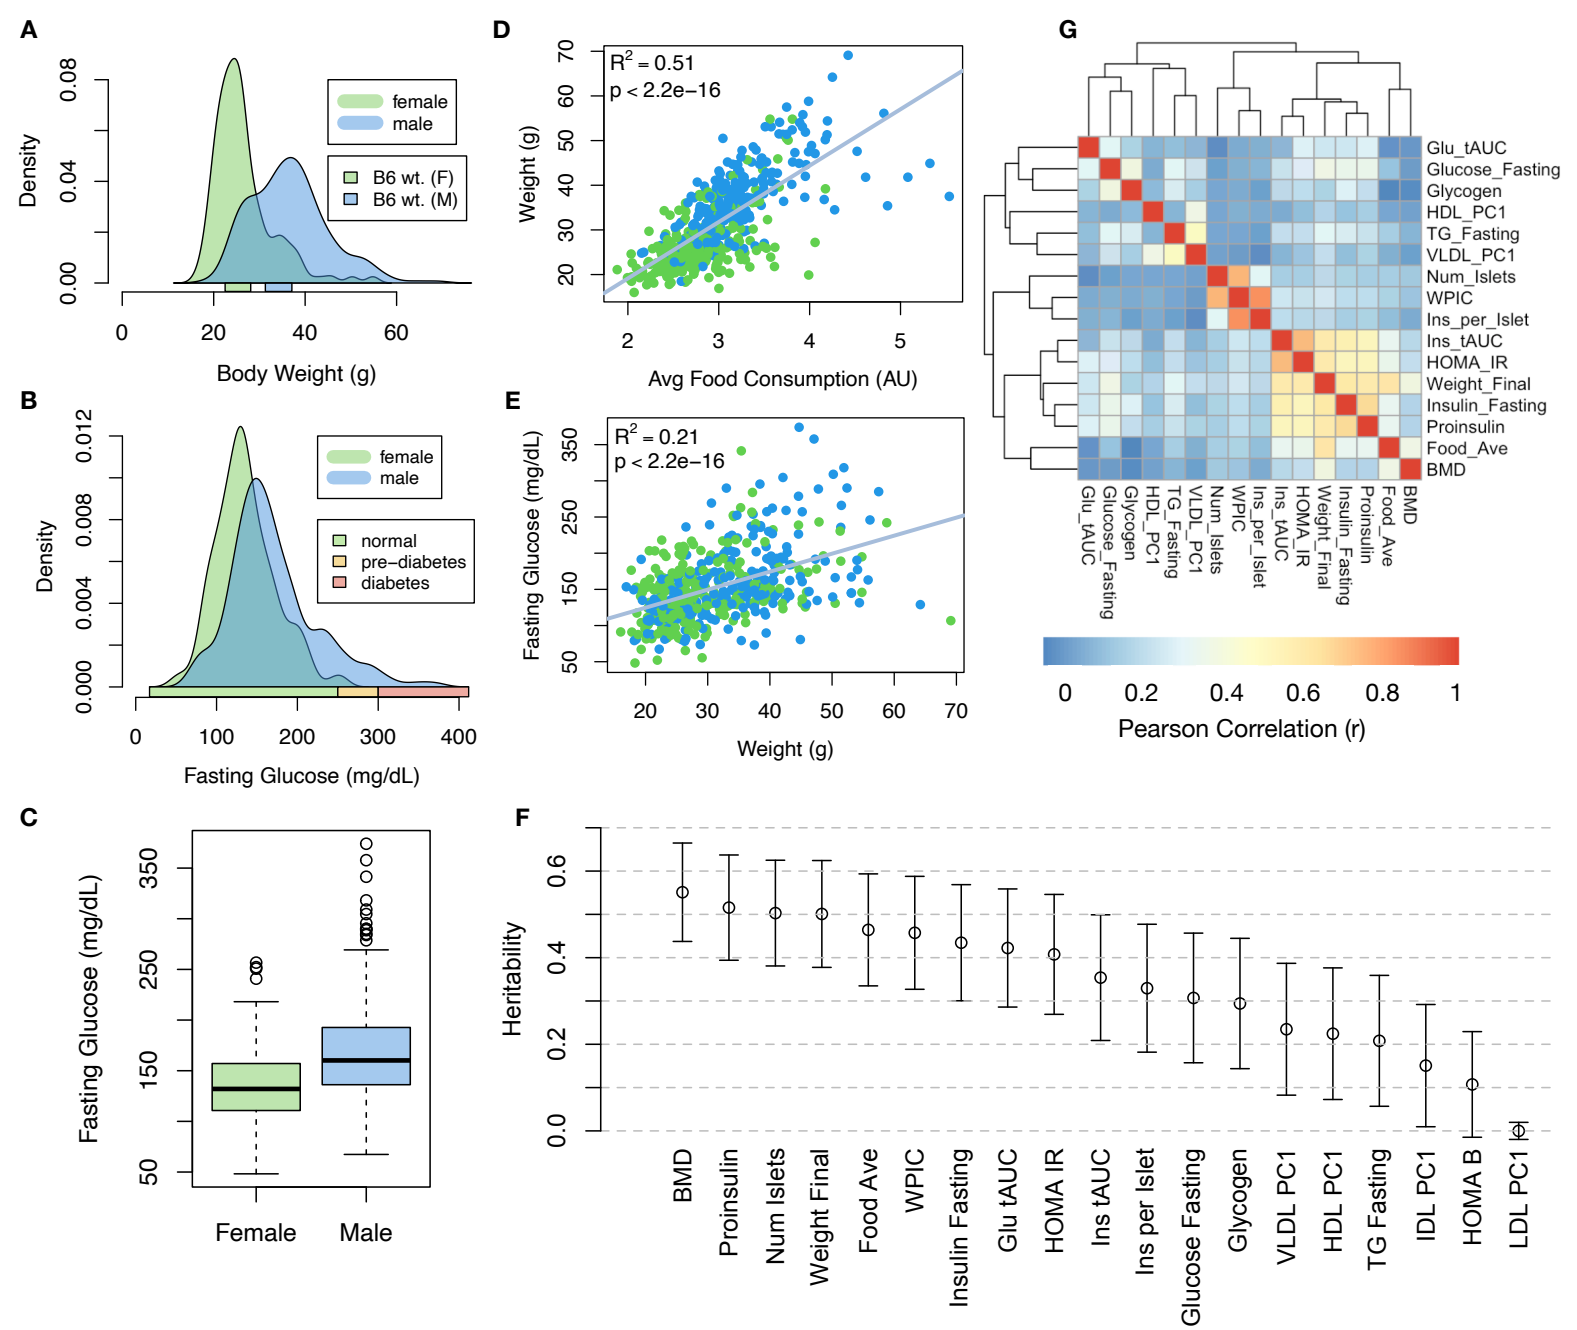 A
Density
0.00
0.04
0.08
female
male
B6 wt. (F)
B6 wt. (M)
0
20
40
60
Body Weight (g)
B
Density
0.000
0.004
0.008
0.012
female
male
normal
pre−diabetes
diabetes
0
100
200
300
400
Fasting Glucose (mg/dL)
C
Fasting Glucose (mg/dL)
50
150
250
350
Female
Male
D
Weight (g)
20
30
40
50
60
70
R² = 0.51
p < 2.2e−16
2
3
4
5
Avg Food Consumption (AU)
E
Fasting Glucose (mg/dL)
50
150
250
350
R² = 0.21
p < 2.2e−16
20
30
40
50
60
70
Weight (g)
F
Heritability
0.0
0.2
0.4
0.6
BMD
Proinsulin
Num Islets
Weight Final
Food Ave
WPIC
Insulin Fasting
Glu tAUC
HOMA IR
Ins tAUC
Ins per Islet
Glucose Fasting
Glycogen
VLDL PC1
HDL PC1
TG Fasting
IDL PC1
HOMA B
LDL PC1
G
Glu_tAUC
Glucose_Fasting
Glycogen
HDL_PC1
TG_Fasting
VLDL_PC1
Num_Islets
WPIC
Ins_per_Islet
Ins_tAUC
HOMA_IR
Weight_Final
Insulin_Fasting
Proinsulin
Food_Ave
BMD
Glu_tAUC
Glucose_Fasting
Glycogen
HDL_PC1
TG_Fasting
VLDL_PC1
Num_Islets
WPIC
Ins_per_Islet
Ins_tAUC
HOMA_IR
Weight_Final
Insulin_Fasting
Proinsulin
Food_Ave
BMD
0
0.2
0.4
0.6
0.8
1
Pearson Correlation (r)